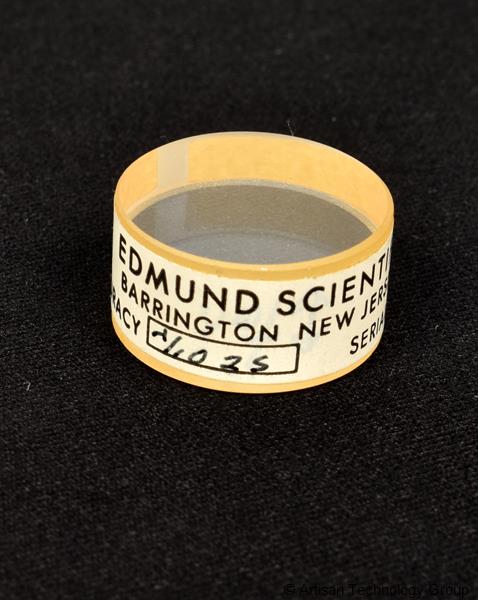 EDMUND SCIENTI
BARRINGTON NEW JERS
RACY
SERIA
© Artisan Technology Group